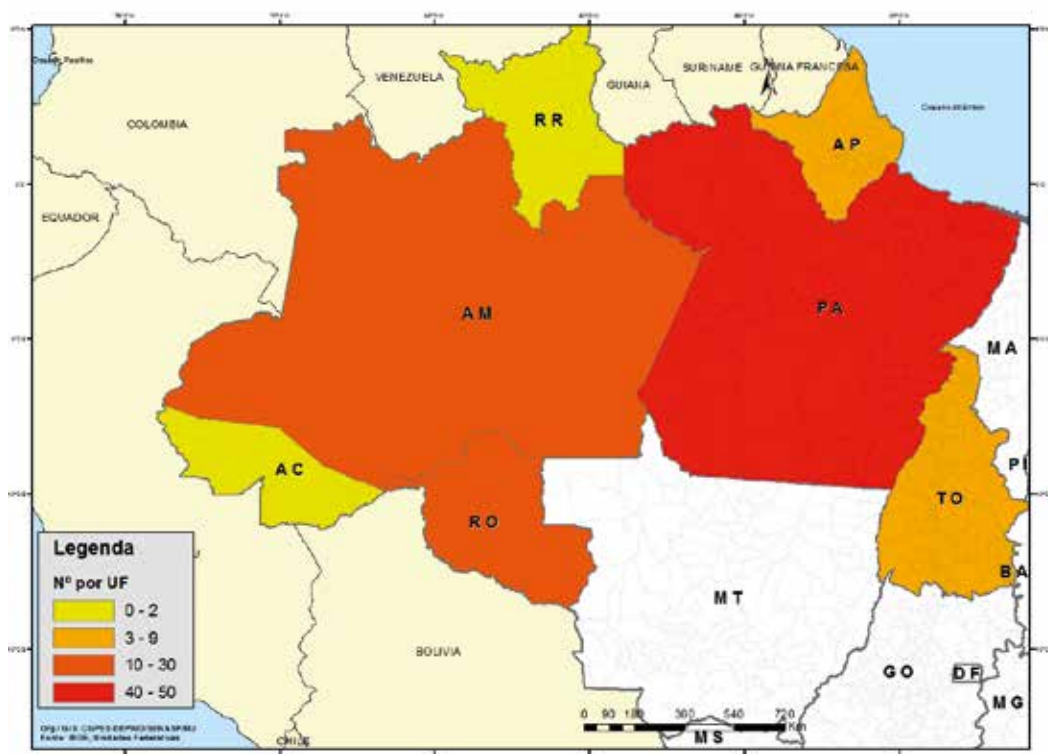 VENEZUELA
GUIANA
SURINAME
GUIANA FRANCESA
COLOMBIA
EQUADOR
RR
AP
AM
PA
MA
AC
RO
TO
PI
BA
MT
GO
DF
MG
MS
BOLIVIA
CHILE
Legenda
Nº por UF
0 - 2
3 - 9
10 - 30
40 - 50
0 90 180 360 540 720
Km